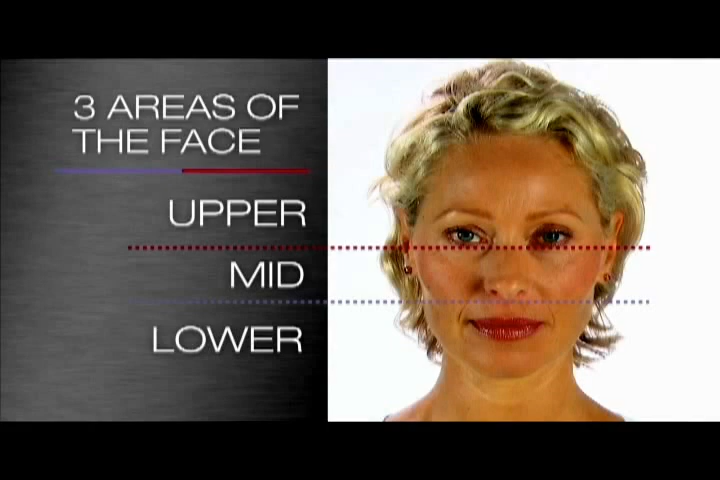 3 AREAS OF
THE FACE
UPPER
MID
LOWER